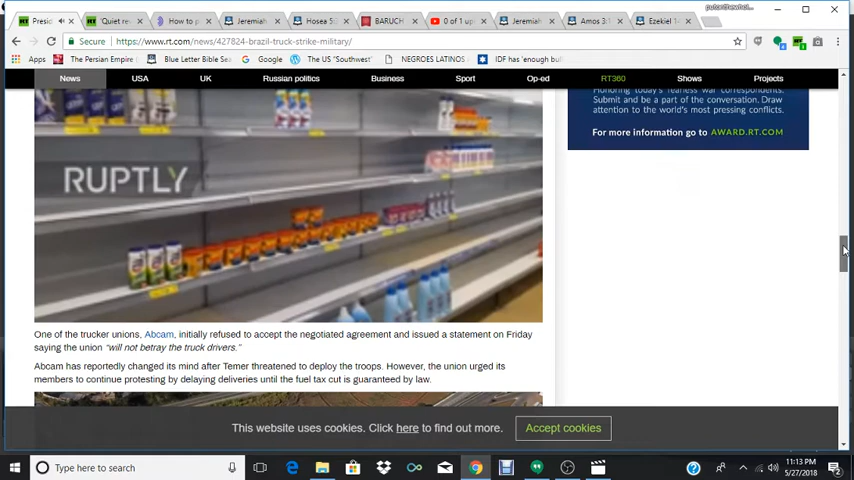 Presid
'Quiet re
How to p
Jeremiah
Hosea 5:
BARUCH
0 of 1 up
Jeremiah
Amos 3:1
Ezekiel 14
Secure
https://www.rt.com/news/427824-brazil-truck-strike-military/
Apps
The Persian Empire
Blue Letter Bible Se
Google
The US "Southwest"
NEGROES LATINOS
IDF has 'enough bul
News
USA
UK
Russian politics
Business
Sport
Op-ed
RT360
Shows
Projects
Honoring today's fearless war correspondents.
Submit and be a part of the conversation. Draw
attention to the world's most pressing conflicts.
For more information go to AWARD.RT.COM
RUPTLY
One of the trucker unions, Abcam, initially refused to accept the negotiated agreement and issued a statement on Friday
saying the union "will not betray the truck drivers."
Abcam has reportedly changed its mind after Temer threatened to deploy the troops. However, the union urged its
members to continue protesting by delaying deliveries until the fuel tax cut is guaranteed by law.
This website uses cookies. Click here to find out more.
Accept cookies
Type here to search
11:13 PM
5/27/2018